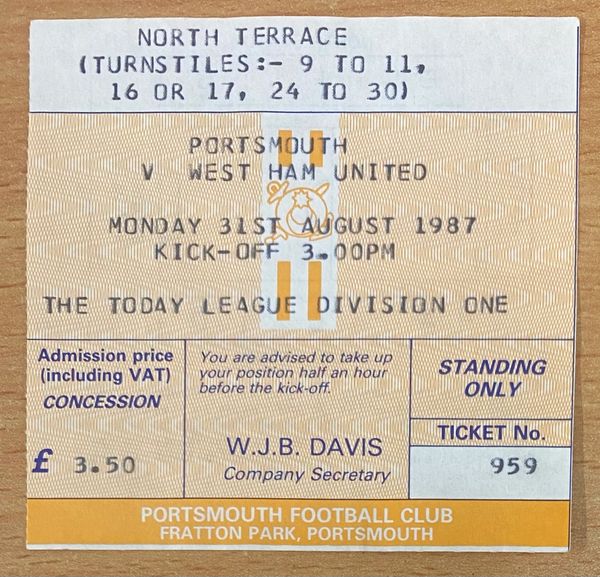 NORTH TERRACE
(TURNSTILES:- 9 TO 11,
16 OR 17, 24 TO 30)
PORTSMOUTH
V WEST HAM UNITED
MONDAY 31ST AUGUST 1987
KICK-OFF 3.00PM
THE TODAY LEAGUE DIVISION ONE
Admission price
(including VAT)
CONCESSION
£ 3.50
You are advised to take up
your position half an hour
before the kick-off.
W.J.B. DAVIS
Company Secretary
STANDING
ONLY
TICKET No.
959
PORTSMOUTH FOOTBALL CLUB
FRATTON PARK, PORTSMOUTH